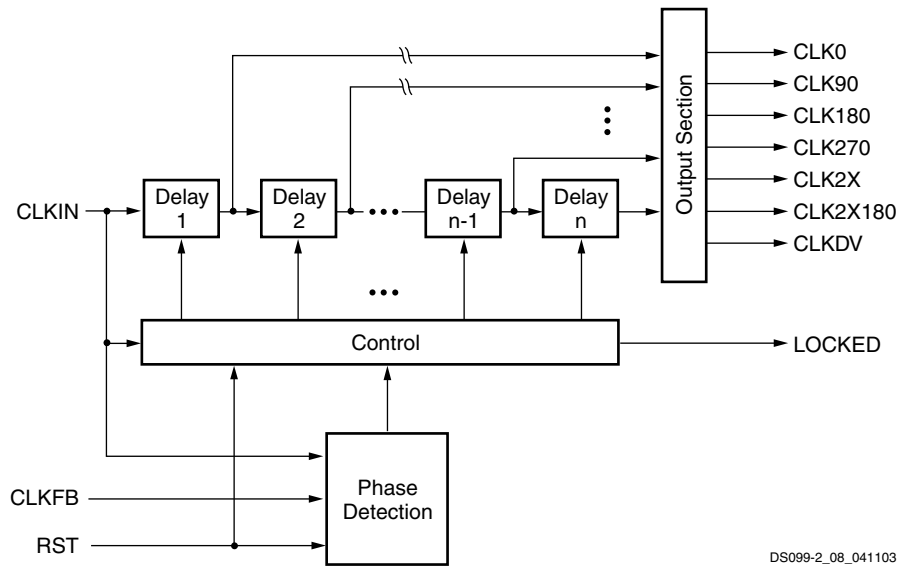 CLKIN
Delay
1
Delay
2
Delay
n-1
Delay
n
Output Section
CLK0
CLK90
CLK180
CLK270
CLK2X
CLK2X180
CLKDV
Control
LOCKED
CLKFB
RST
Phase
Detection
DS099-2_08_041103